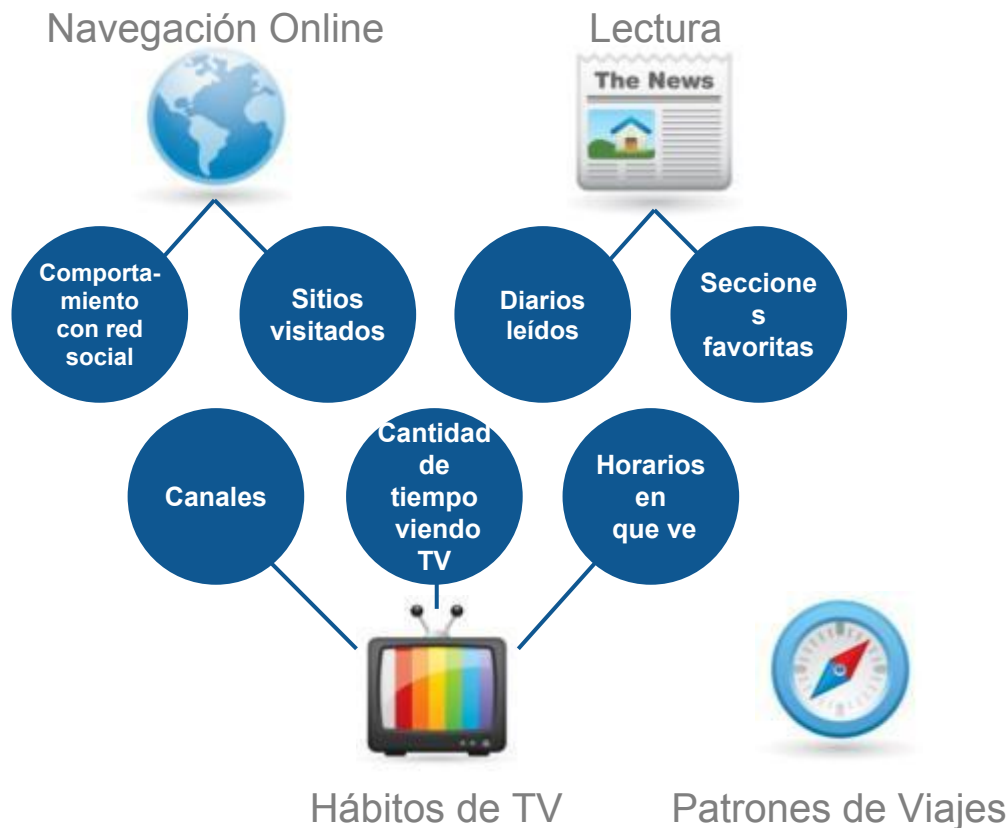 Navegación Online
Lectura
The News
Comporta-
miento
con red
social
Sitios
visitados
Diarios
leídos
Seccione
s
favoritas
Canales
Cantidad
de
tiempo
viendo
TV
Horarios
en
que ve
Hábitos de TV
Patrones de Viajes